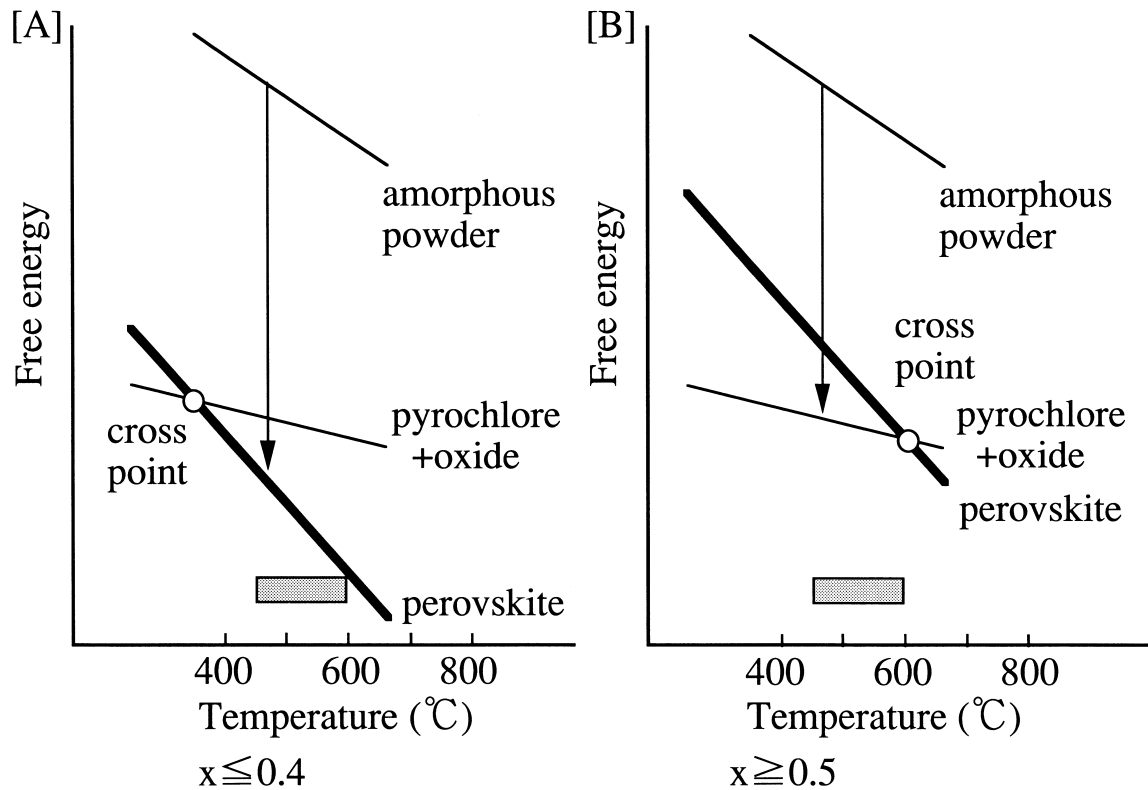 [A]
Free energy
amorphous
powder
cross
point
pyrochlore
+oxide
perovskite
400 600 800
Temperature (℃)
x≦0.4
[B]
Free energy
amorphous
powder
cross
point
pyrochlore
+oxide
perovskite
400 600 800
Temperature (℃)
x≧0.5